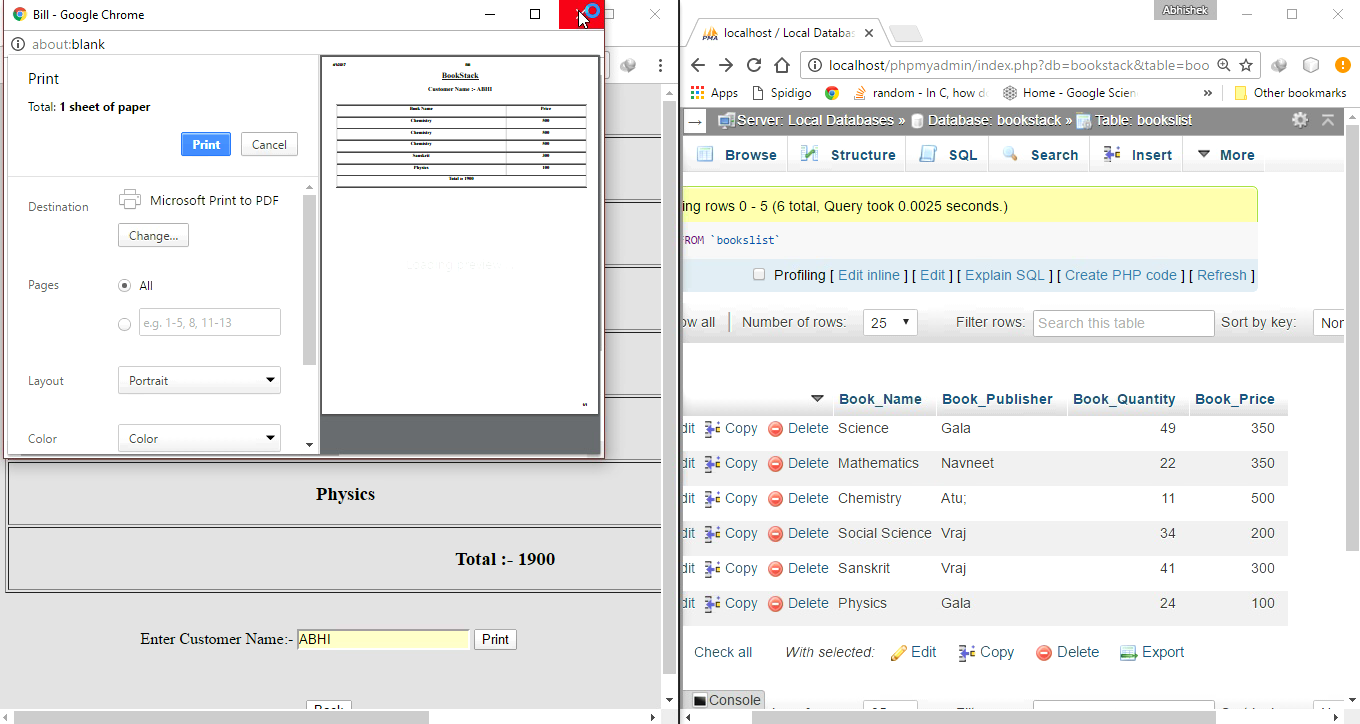 Bill - Google Chrome
about:blank
Print
Total: 1 sheet of paper
Print Cancel
Destination Microsoft Print to PDF
Change...
Pages All
e.g. 1-5, 8, 11-13
Layout Portrait
Color Color
BookStack
Customer Name :- ABHI
Book Name Price
Chemistry 500
Chemistry 500
Chemistry 500
Sanskrit 300
Physics 100
Total :- 1900
Physics
Total :- 1900
Enter Customer Name:- ABHI Print
Back
Abhishek
localhost / Local Databas
localhost/phpmyadmin/index.php?db=bookstack&table=boo
Apps Spidigo random - In C, how d Home - Google Scien » Other bookmarks
Server: Local Databases » Database: bookstack » Table: bookslist
Browse Structure SQL Search Insert More
ing rows 0 - 5 (6 total, Query took 0.0025 seconds.)
FROM `bookslist`
Profiling [ Edit inline ] [ Edit ] [ Explain SQL ] [ Create PHP code ] [ Refresh ]
ow all Number of rows: 25 Filter rows: Search this table Sort by key: Non
Book_Name Book_Publisher Book_Quantity Book_Price
dit Copy Delete Science Gala 49 350
dit Copy Delete Mathematics Navneet 22 350
dit Copy Delete Chemistry Atu; 11 500
dit Copy Delete Social Science Vraj 34 200
dit Copy Delete Sanskrit Vraj 41 300
dit Copy Delete Physics Gala 24 100
Check all With selected: Edit Copy Delete Export
Console